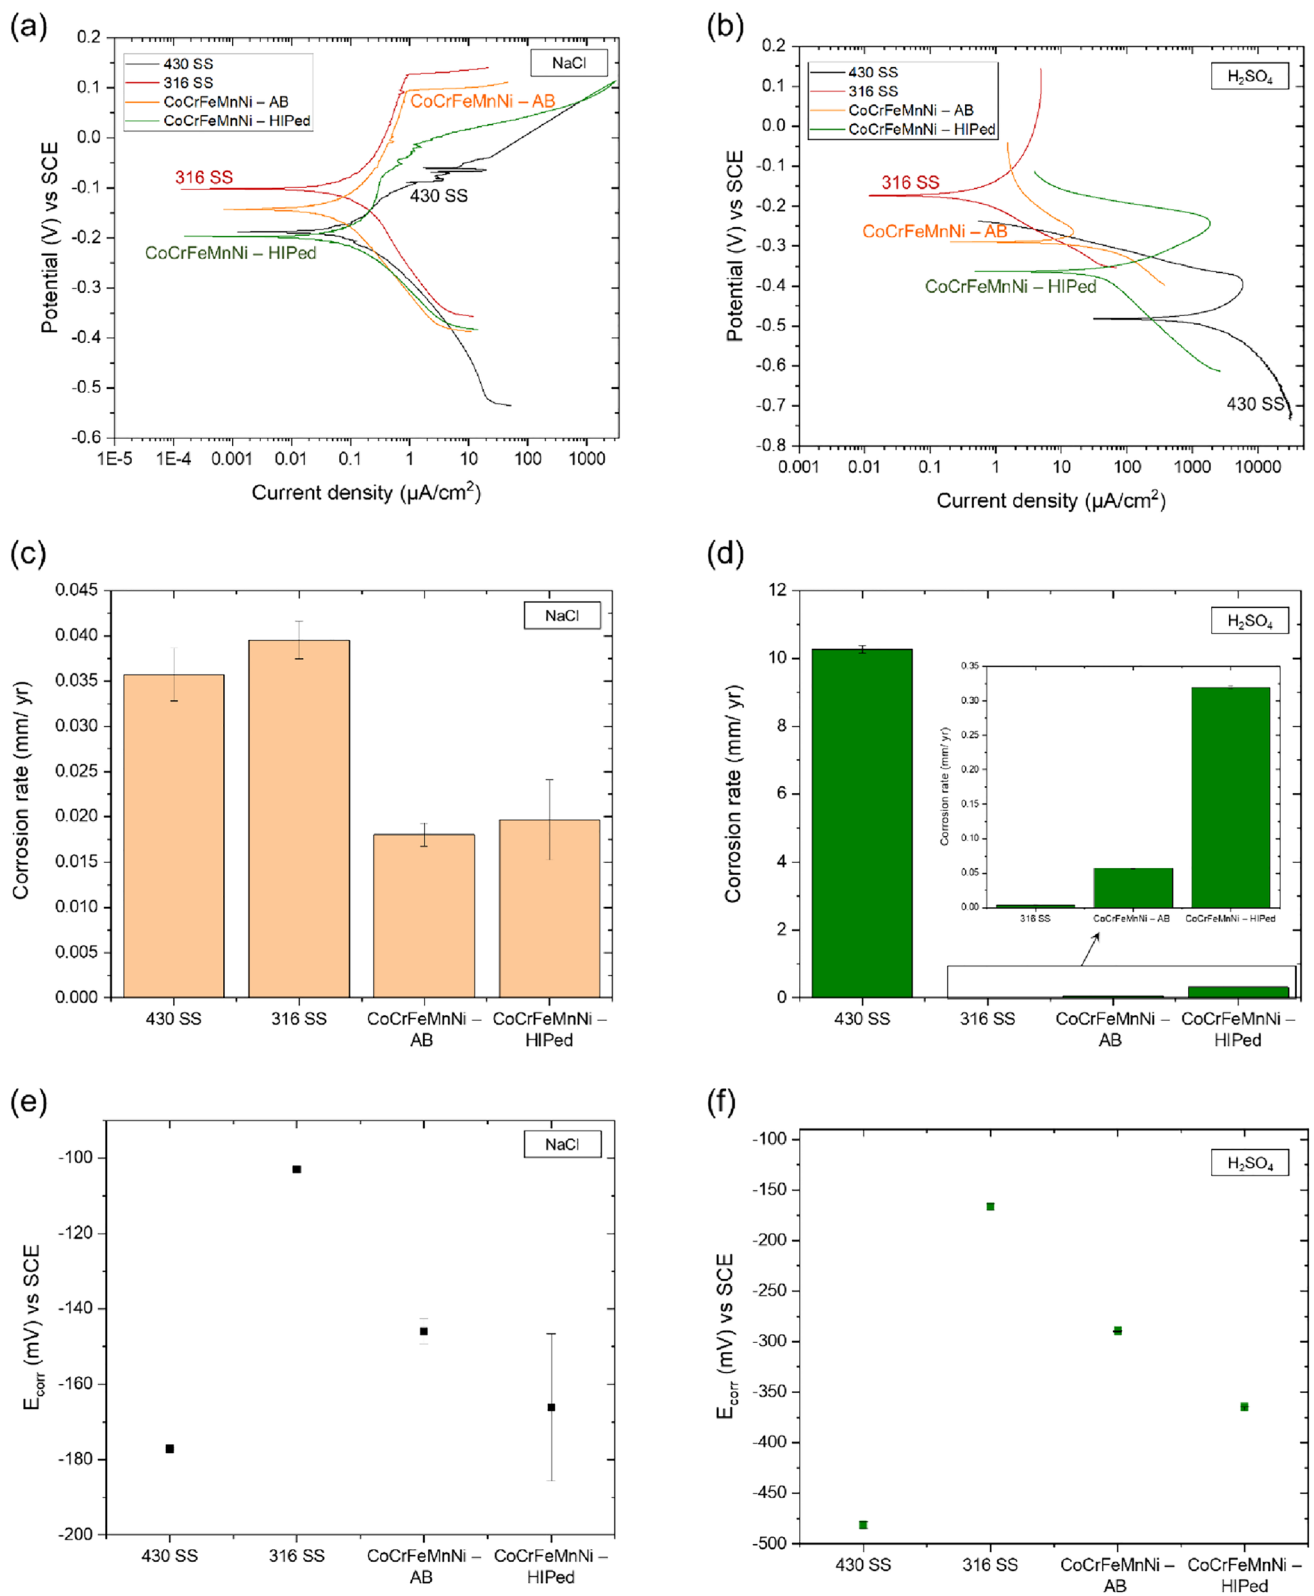 (a)
0.2
0.1
0.0
-0.1
-0.2
-0.3
-0.4
-0.5
-0.6
Potential (V) vs SCE
430 SS
316 SS
CoCrFeMnNi – AB
CoCrFeMnNi – HIPed
NaCl
CoCrFeMnNi – AB
316 SS
430 SS
CoCrFeMnNi – HIPed
1E-5 1E-4 0.001 0.01 0.1 1 10 100 1000
Current density (µA/cm²)
(b)
0.2
0.1
0.0
-0.1
-0.2
-0.3
-0.4
-0.5
-0.6
-0.7
-0.8
Potential (V) vs SCE
430 SS
316 SS
CoCrFeMnNi – AB
CoCrFeMnNi – HIPed
H₂SO₄
316 SS
CoCrFeMnNi – AB
CoCrFeMnNi – HIPed
430 SS
0.001 0.01 0.1 1 10 100 1000 10000
Current density (µA/cm²)
(c)
0.045
0.040
0.035
0.030
0.025
0.020
0.015
0.010
0.005
0.000
Corrosion rate (mm/ yr)
NaCl
430 SS 316 SS CoCrFeMnNi – CoCrFeMnNi –
AB HIPed
(d)
12
10
8
6
4
2
0
Corrosion rate (mm/ yr)
H₂SO₄
0.35
0.30
0.25
0.20
0.15
0.10
0.05
0.00
Corrosion rate (mm/ yr)
316 SS CoCrFeMnNi – AB CoCrFeMnNi – HIPed
430 SS 316 SS CoCrFeMnNi – CoCrFeMnNi –
AB HIPed
(e)
-100
-120
-140
-160
-180
-200
E_corr (mV) vs SCE
NaCl
430 SS 316 SS CoCrFeMnNi – CoCrFeMnNi –
AB HIPed
(f)
-100
-150
-200
-250
-300
-350
-400
-450
-500
E_corr (mV) vs SCE
H₂SO₄
430 SS 316 SS CoCrFeMnNi – CoCrFeMnNi –
AB HIPed